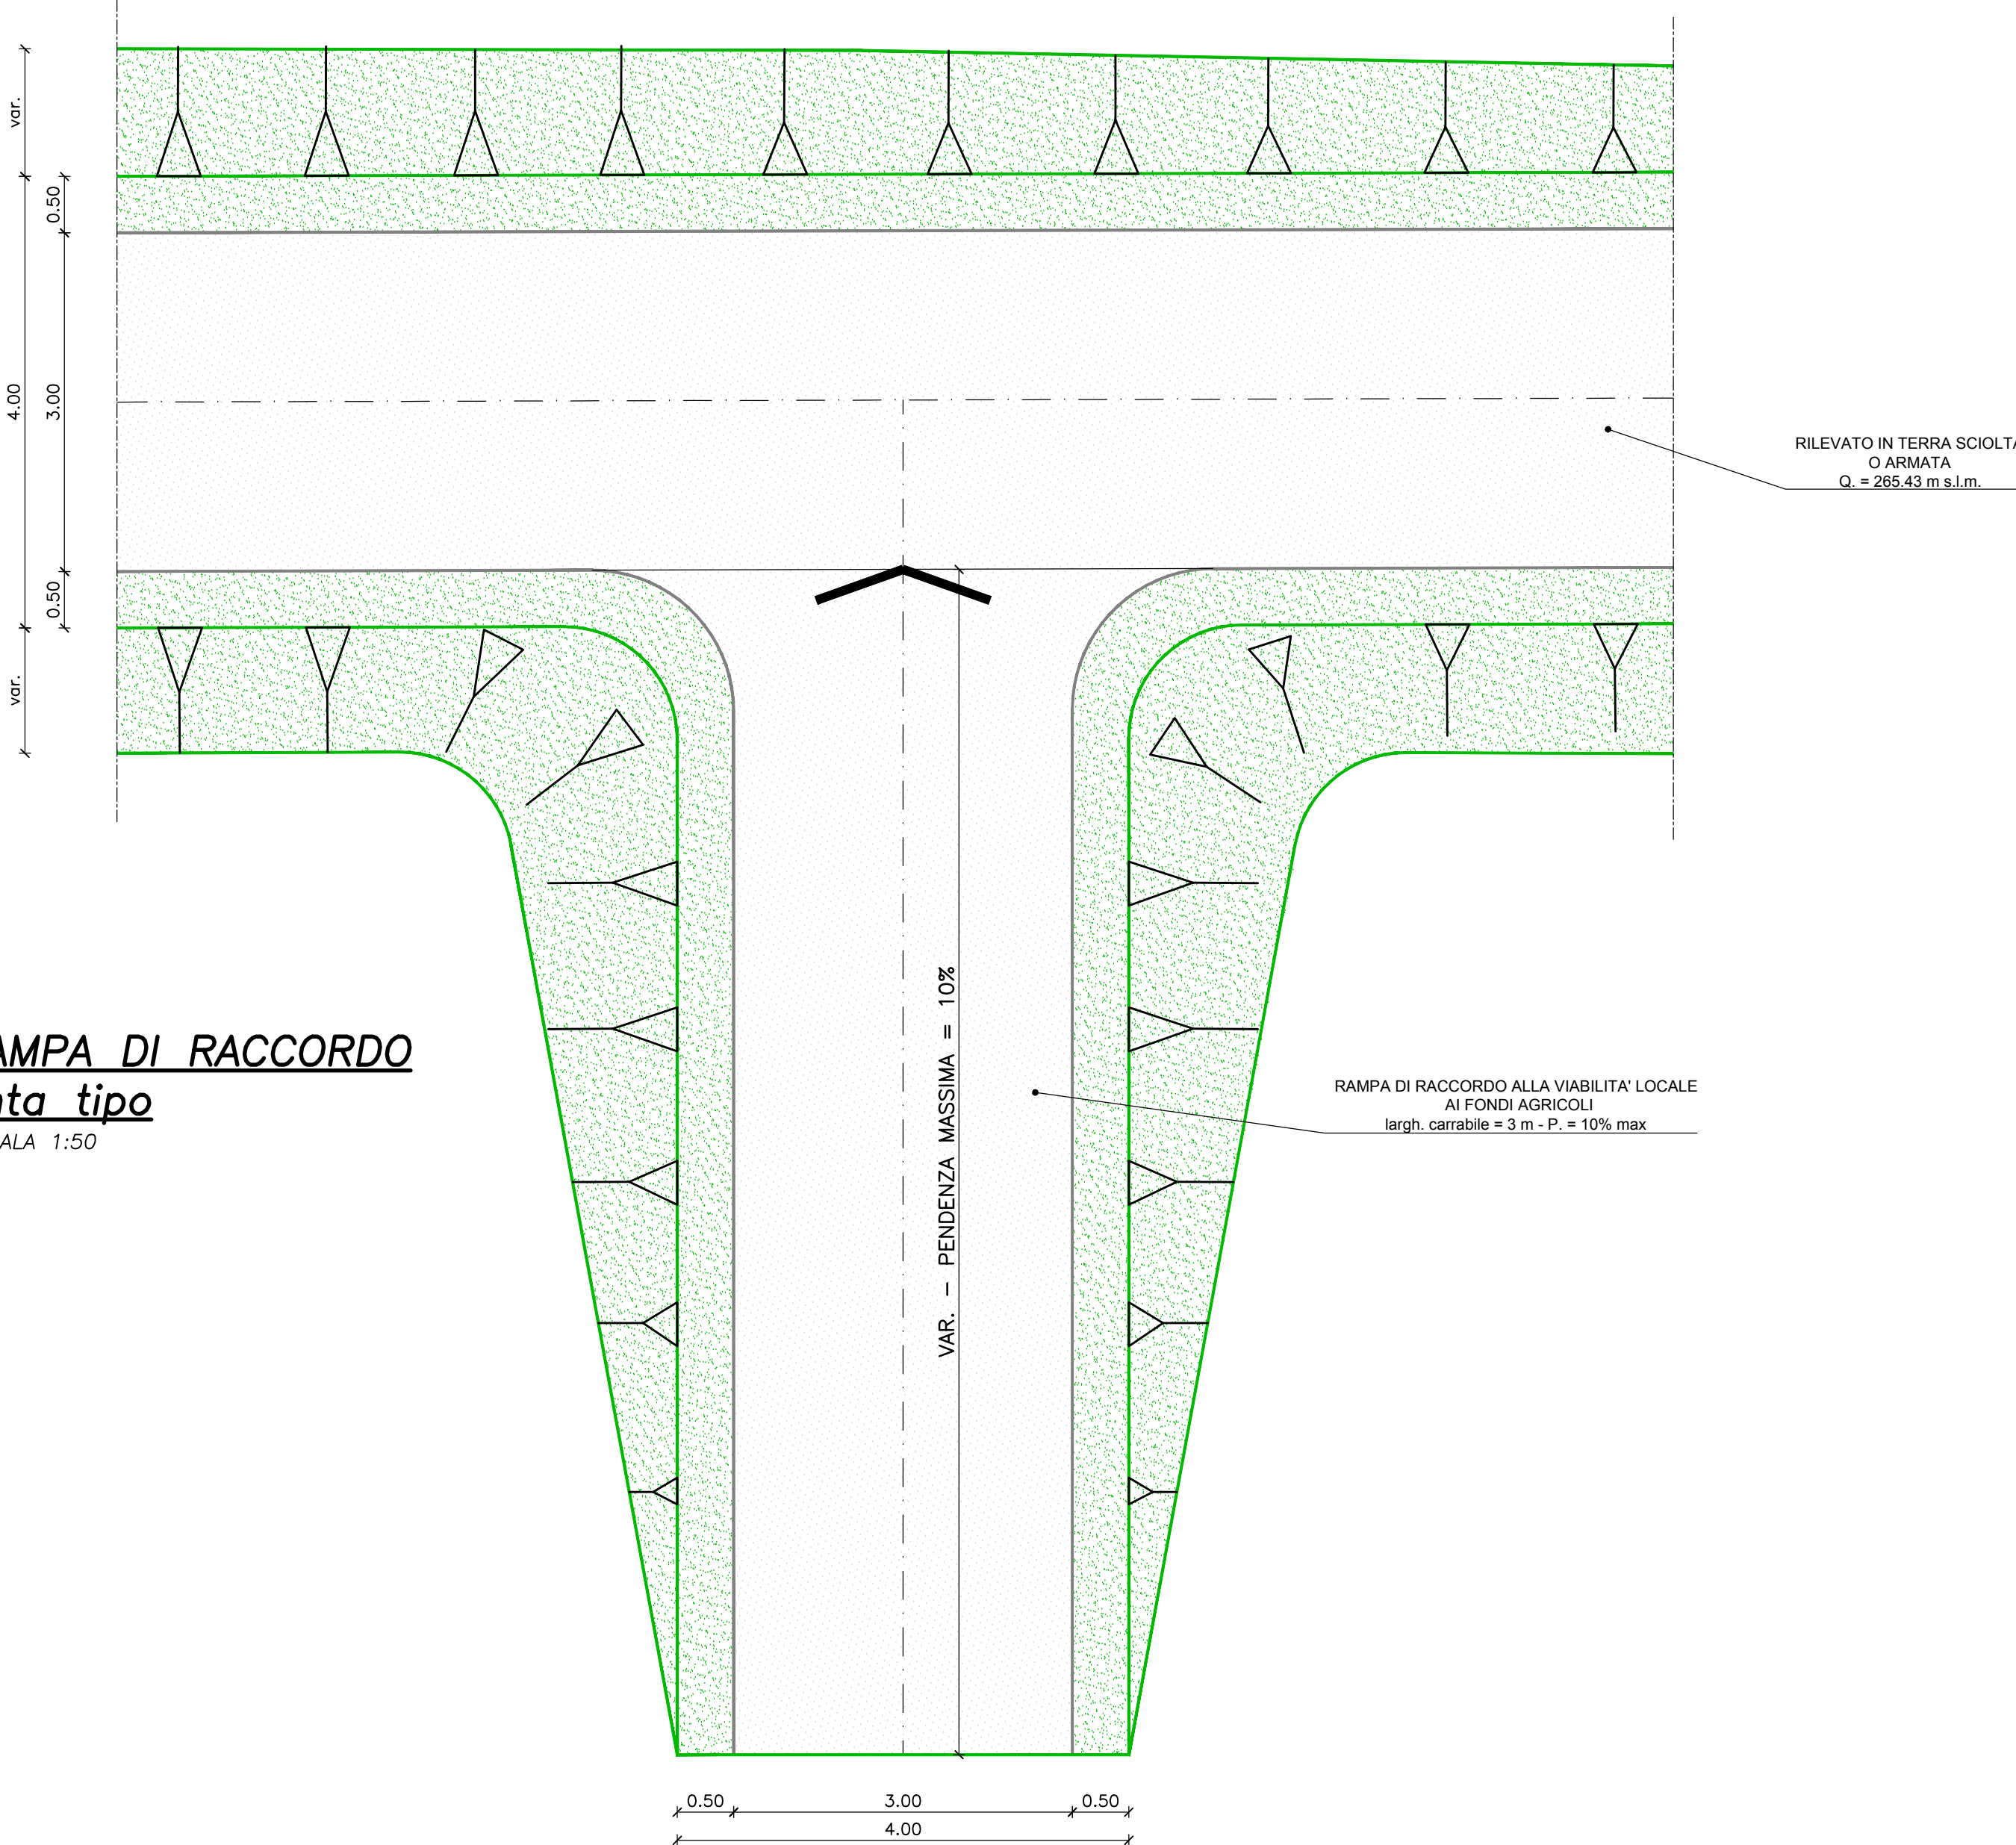 var.
0.50
4.00
3.00
0.50
var.
RILEVATO IN TERRA SCIOLTA
O ARMATA
Q. = 265.43 m s.l.m.
AMPA DI RACCORDO
nta tipo
ALA 1:50
VAR. - PENDENZA MASSIMA = 10%
RAMPA DI RACCORDO ALLA VIABILITA' LOCALE
AI FONDI AGRICOLI
largh. carrabile = 3 m - P. = 10% max
0.50 3.00 0.50
4.00